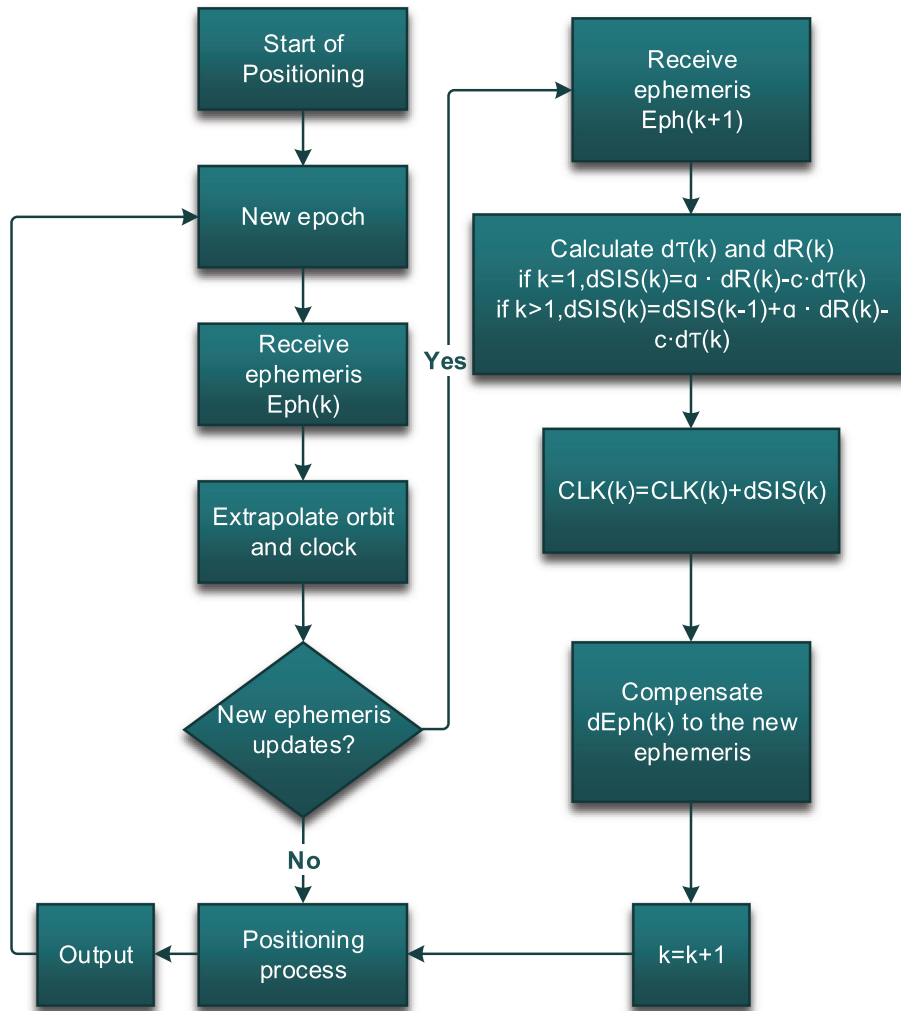 Start of
Positioning
New epoch
Receive
ephemeris
Eph(k)
Extrapolate orbit
and clock
New ephemeris
updates?
No
Yes
Receive
ephemeris
Eph(k+1)
Calculate dτ(k) and dR(k)
if k=1,dSIS(k)=α · dR(k)-c·dτ(k)
if k>1,dSIS(k)=dSIS(k-1)+α · dR(k)-
c·dτ(k)
CLK(k)=CLK(k)+dSIS(k)
Compensate
dEph(k) to the new
ephemeris
k=k+1
Positioning
process
Output